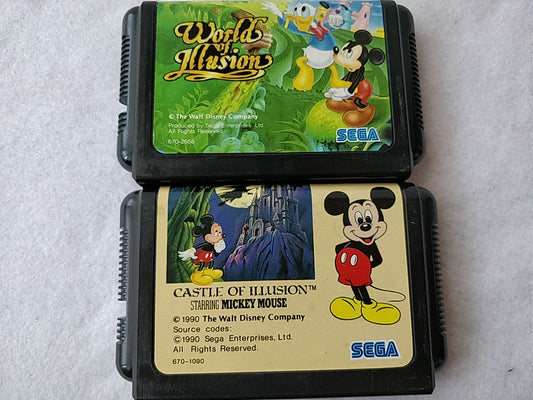 World
of
Illusion
© The Walt Disney Company
Produced by Sega Enterprises, Ltd
All Rights Reserved.
SEGA
670-2658
CASTLE OF ILLUSION™
STARRING MICKEY MOUSE
© 1990 The Walt Disney Company
Source codes:
© 1990 Sega Enterprises, Ltd.
All Rights Reserved.
SEGA
670-1090